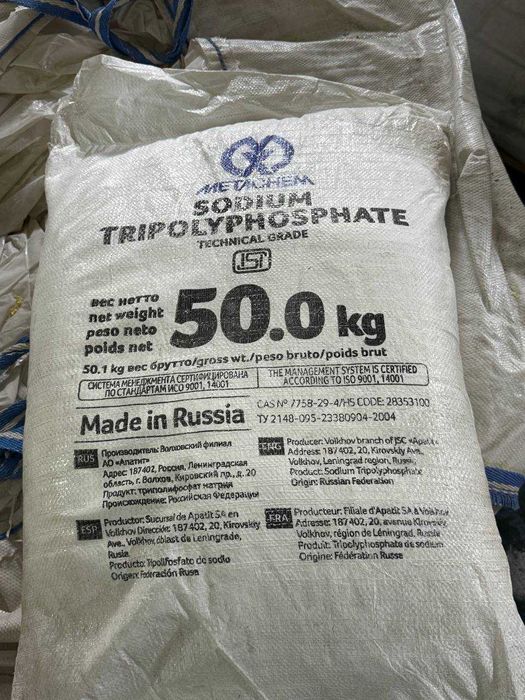 METACHEM
SODIUM
TRIPOLYPHOSPHATE
TECHNICAL GRADE
ISI
вес нетто
net weight
peso neto
poids net
50.0 kg
50.1 kg вес брутто/gross wt./peso bruto/poids brut
СИСТЕМА МЕНЕДЖМЕНТА СЕРТИФИЦИРОВАНА
ПО СТАНДАРТАМ ИСО 9001, 14001
THE MANAGEMENT SYSTEM IS CERTIFIED
ACCORDING TO ISO 9001, 14001
Made in Russia
CAS № 7758-29-4/HS CODE: 28353100
ТУ 2148-095-23380904-2004
RUS
Производитель: Волховский филиал
АО «Апатит»
Адрес: 187402, Россия, Ленинградская
область, г. Волхов, Кировский пр., д. 20
Продукт: триполифосфат натрия
Происхождение: Российская Федерация
ENG
Producer: Volkhov branch of JSC «Apatit»
Address: 187402, 20, Kirovsky Ave.,
Volkhov, Leningrad region, Russia
Product: Sodium Tripolyphosphate
Origin: Russian Federation
ESP
Productor: Sucursal de Apatit SA en
Volkhov Dirección: 187402, 20, Kirovsky
Ave., Volkhov, óblast de Leningrade,
Rusia
Producto: Tripolifosfato de sodio
Origen: Federación Rusa
FRA
Producteur: Filiale d'Apatit SA à Volkhov
Adresse: 187402, 20, avenue Kirovsky
Volkhov, région de Léningrad, Russie
Produit: Tripolyphosphate de sodium
Origine: Fédération Russe